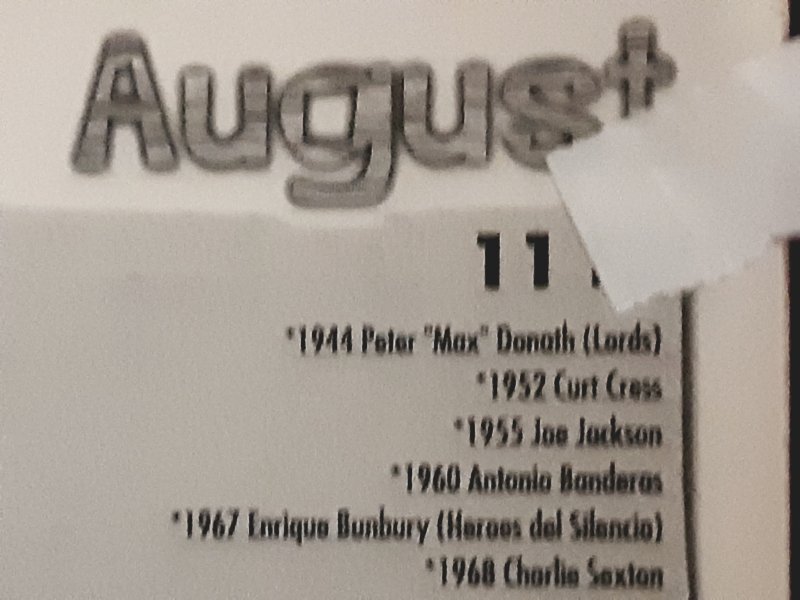 August
11
*1944 Peter "Max" Donath (Lords)
*1952 Curt Cress
*1955 Joe Jackson
*1960 Antonio Banderas
*1967 Enrique Bunbury (Heroes del Silencio)
*1968 Charlie Sexton